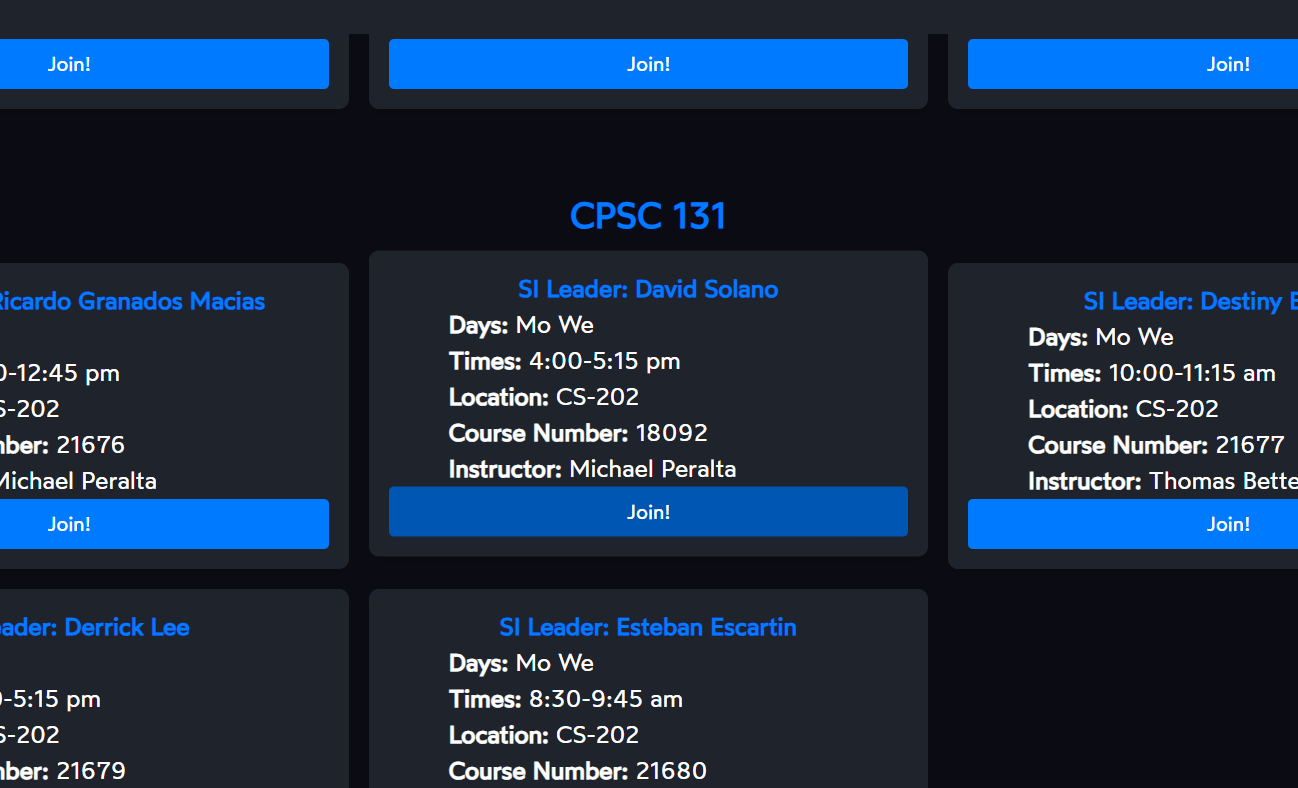 Join!
Join!
Join!
CPSC 131
Ricardo Granados Macias
0-12:45 pm
S-202
nber: 21676
Michael Peralta
Join!
SI Leader: David Solano
Days: Mo We
Times: 4:00-5:15 pm
Location: CS-202
Course Number: 18092
Instructor: Michael Peralta
Join!
SI Leader: Destiny
Days: Mo We
Times: 10:00-11:15 am
Location: CS-202
Course Number: 21677
Instructor: Thomas Bette
Join!
eader: Derrick Lee
0-5:15 pm
S-202
nber: 21679
SI Leader: Esteban Escartin
Days: Mo We
Times: 8:30-9:45 am
Location: CS-202
Course Number: 21680